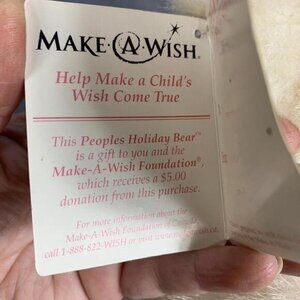 MAKE·A·WISH®
Help Make a Child's
Wish Come True
This Peoples Holiday Bear™
is a gift to you and the
Make-A-Wish Foundation®,
which receives a $5.00
donation from this purchase.
For more information about the
Make-A-Wish Foundation of
call 1-888-822-WISH or visit